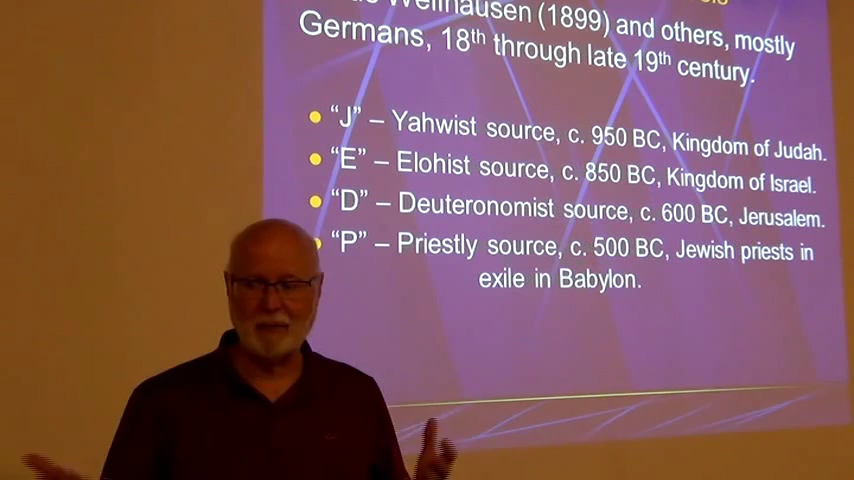 Wellhausen (1899) and others, mostly
Germans, 18th through late 19th century.
“J” – Yahwist source, c. 950 BC, Kingdom of Judah.
“E” – Elohist source, c. 850 BC, Kingdom of Israel.
“D” – Deuteronomist source, c. 600 BC, Jerusalem.
“P” – Priestly source, c. 500 BC, Jewish priests in
exile in Babylon.